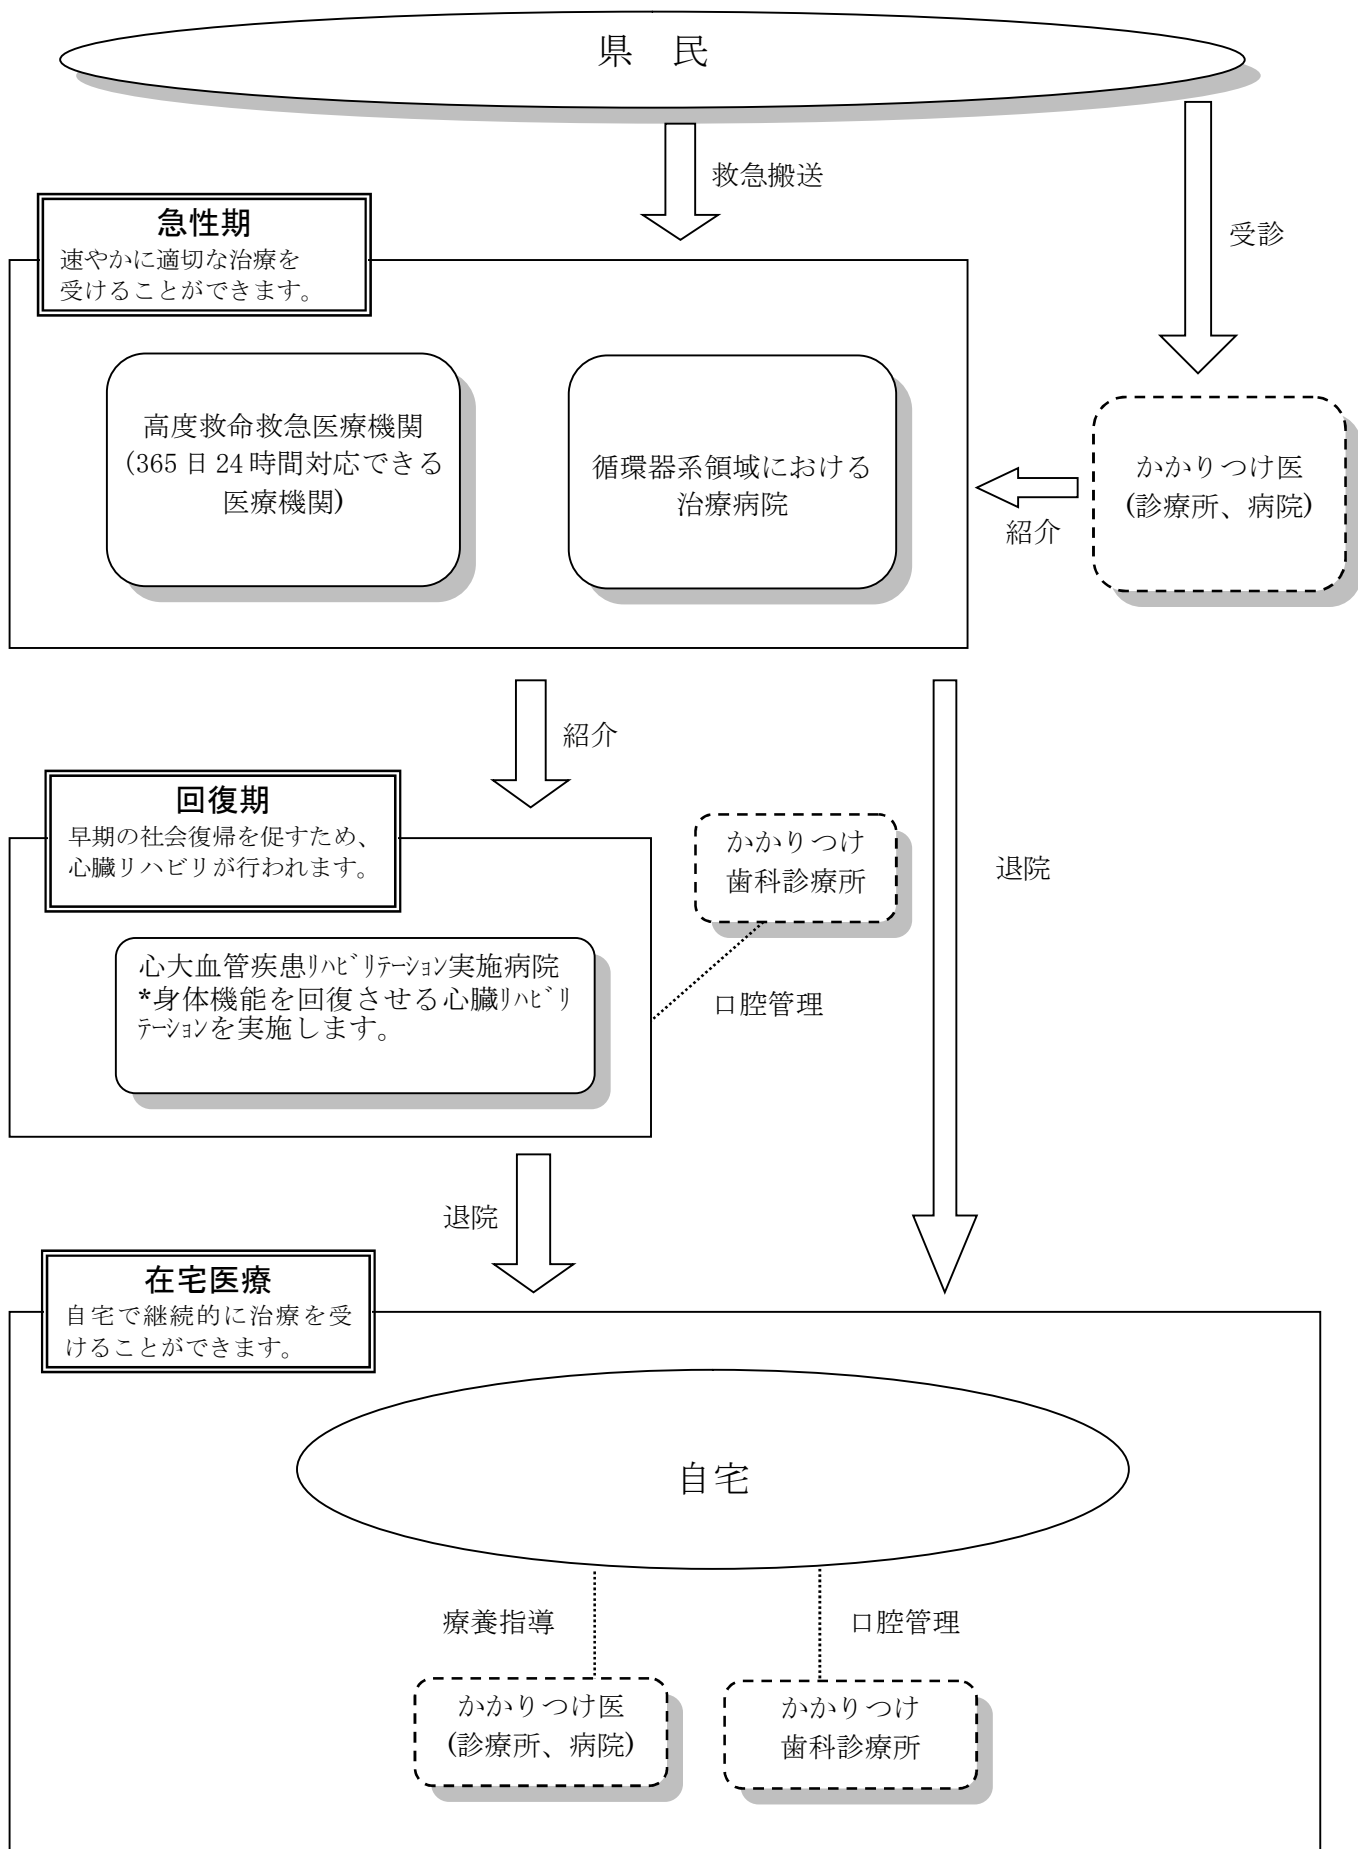 県　民
救急搬送
受診
急性期
速やかに適切な治療を
受けることができます。
高度救命救急医療機関
(365 日 24 時間対応できる
医療機関)
循環器系領域における
治療病院
かかりつけ医
(診療所、病院)
紹介
紹介
回復期
早期の社会復帰を促すため、
心臓リハビリが行われます。
かかりつけ
歯科診療所
退院
心大血管疾患ﾘﾊﾋﾞﾘﾃｰｼｮﾝ実施病院
*身体機能を回復させる心臓ﾘﾊﾋﾞﾘ
ﾃｰｼｮﾝを実施します。
口腔管理
退院
在宅医療
自宅で継続的に治療を受
けることができます。
自宅
療養指導
口腔管理
かかりつけ医
(診療所、病院)
かかりつけ
歯科診療所